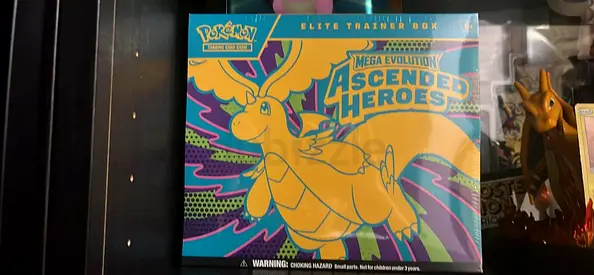 POKéMON
TRADING CARD GAME
ELITE TRAINER BOX
MEGA EVOLUTION
ASCENDED
HEROES
WARNING: CHOKING HAZARD Small parts. Not for children under 3 years.